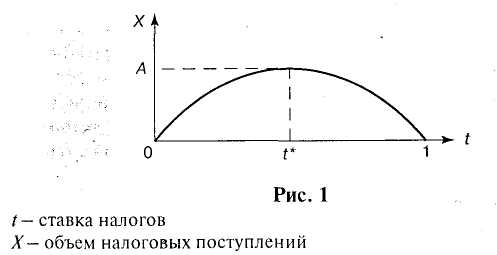 X
A
0
t*
1
t
Рис. 1
t – ставка налогов
X – объем налоговых поступлений